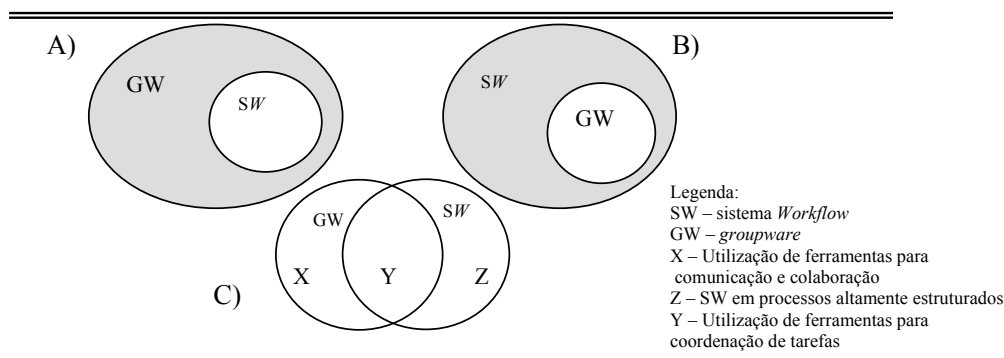 A)
GW
SW
B)
SW
GW
C)
GW
SW
X
Y
Z
Legenda:
SW – sistema Workflow
GW – groupware
X – Utilização de ferramentas para
comunicação e colaboração
Z – SW em processos altamente estruturados
Y – Utilização de ferramentas para
coordenação de tarefas